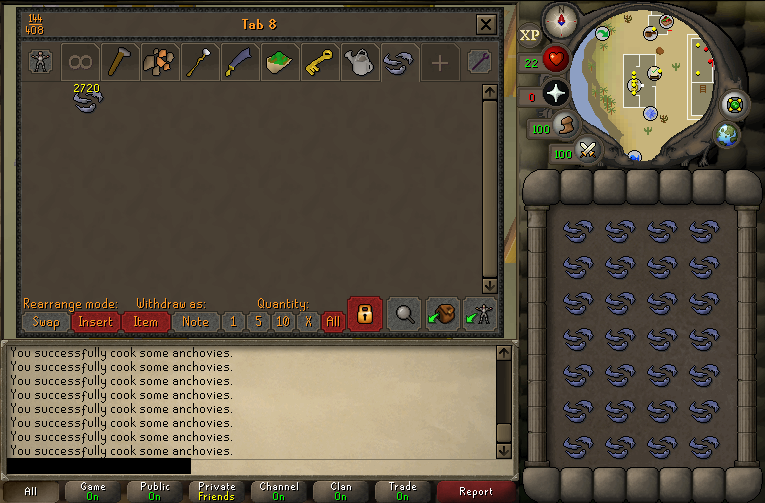 144
408
Tab 8
XP
22
0
100
100
2720
Rearrange mode: Withdraw as: Quantity:
Swap Insert Item Note 1 5 10 X All
You successfully cook some anchovies.
You successfully cook some anchovies.
You successfully cook some anchovies.
You successfully cook some anchovies.
You successfully cook some anchovies.
You successfully cook some anchovies.
You successfully cook some anchovies.
You successfully cook some anchovies.
All
Game
On
Public
On
Private
Friends
Channel
On
Clan
On
Trade
On
Report